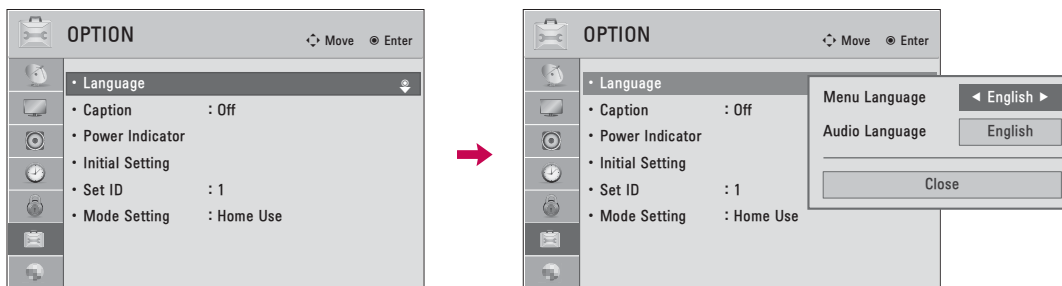 OPTION
Move Enter
• Language
• Caption : Off
• Power Indicator
• Initial Setting
• Set ID : 1
• Mode Setting : Home Use
OPTION
Move Enter
• Language
• Caption : Off
• Power Indicator
• Initial Setting
• Set ID : 1
• Mode Setting : Home Use
Menu Language ◄ English ►
Audio Language English
Close